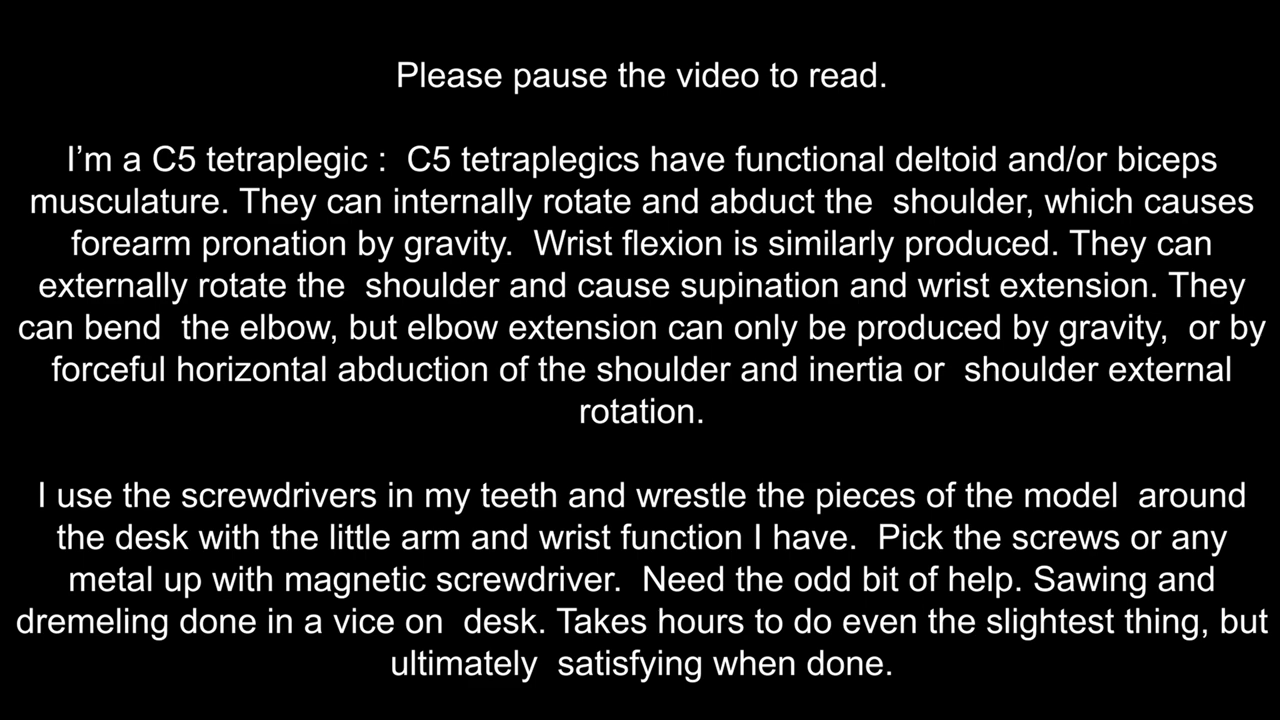 Please pause the video to read.
I’m a C5 tetraplegic :  C5 tetraplegics have functional deltoid and/or biceps
musculature. They can internally rotate and abduct the  shoulder, which causes
forearm pronation by gravity.  Wrist flexion is similarly produced. They can
externally rotate the  shoulder and cause supination and wrist extension. They
can bend  the elbow, but elbow extension can only be produced by gravity,  or by
forceful horizontal abduction of the shoulder and inertia or  shoulder external
rotation.
I use the screwdrivers in my teeth and wrestle the pieces of the model  around
the desk with the little arm and wrist function I have.  Pick the screws or any
metal up with magnetic screwdriver.  Need the odd bit of help. Sawing and
dremeling done in a vice on  desk. Takes hours to do even the slightest thing, but
ultimately  satisfying when done.